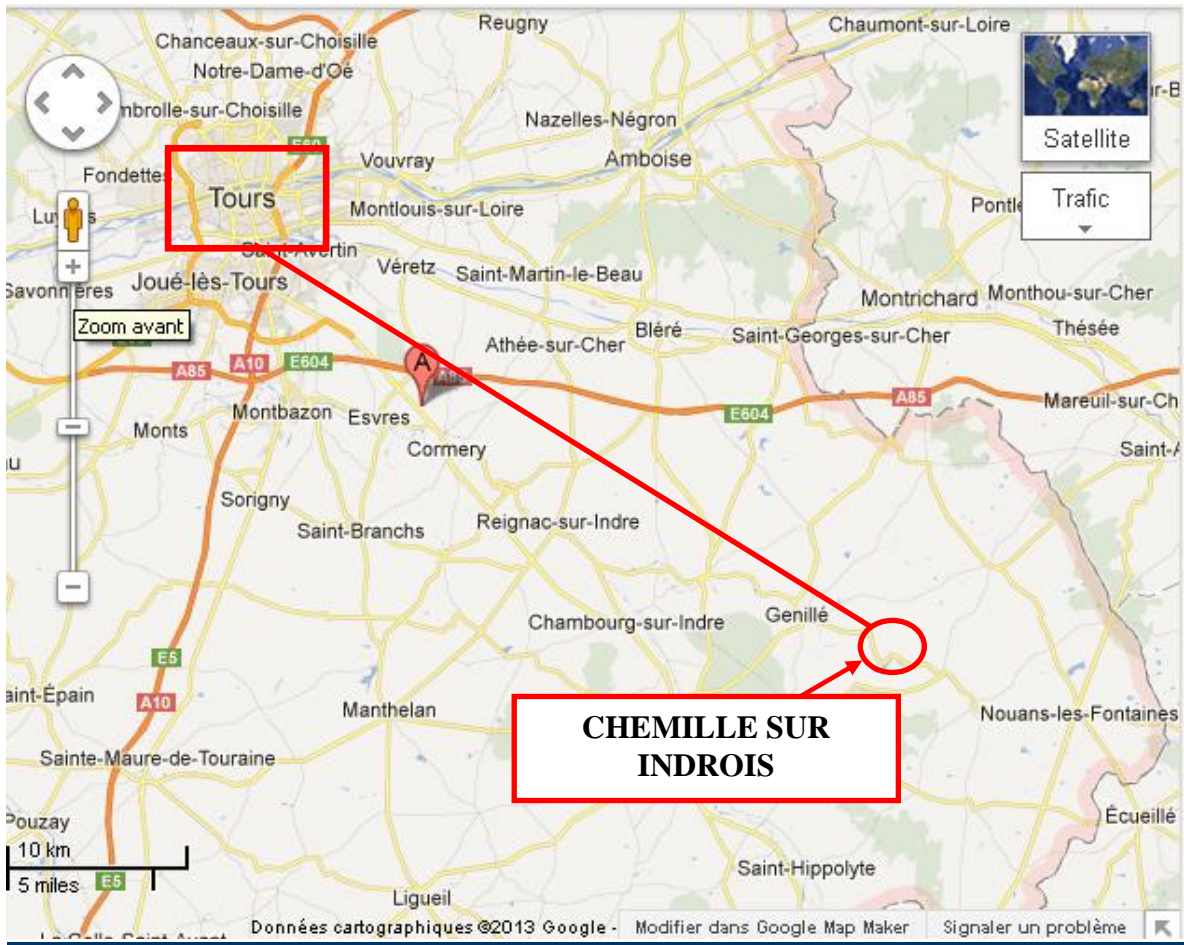 Reugny
Chaumont-sur-Loire
Chanceaux-sur-Choisille
Notre-Dame-d'Oé
mbrolle-sur-Choisille
Nazelles-Négron
Satellite
E60
Vouvray
Amboise
Fondettes
Tours
Montlouis-sur-Loire
Trafic
Saint-Avertin
Véretz
Saint-Martin-le-Beau
Joué-lès-Tours
Montrichard
Monthou-sur-Cher
Zoom avant
Bléré
Saint-Georges-sur-Cher
Thésée
Athée-sur-Cher
A
A85
A10
E604
A85
E604
A85
Mareuil-sur-Ch
Montbazon
Esvres
Monts
Cormery
Saint-A
Sorigny
Saint-Branchs
Reignac-sur-Indre
Chambourg-sur-Indre
Genillé
E5
aint-Épain
A10
Manthelan
CHEMILLE SUR
INDROIS
Nouans-les-Fontaines
Sainte-Maure-de-Touraine
Pouzay
Écueillé
10 km
5 miles
E5
Saint-Hippolyte
Ligueil
Données cartographiques ©2013 Google -
Modifier dans Google Map Maker
Signaler un problème